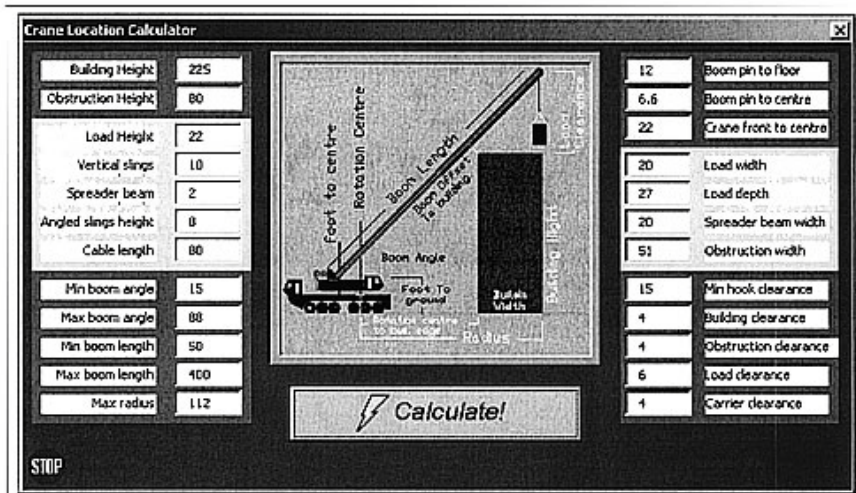 Crane Location Calculator
Building Height 225
Obstruction Height 80
Load Height 22
Vertical slings 10
Spreader beam 2
Angled slings height 8
Cable length 80
Min boom angle 15
Max boom angle 88
Min boom length 50
Max boom length 400
Max radius 112
STOP
foot to centre
Rotation Centre
Boom Length
Boom Offset
To building
Load
Clearance
Boom Angle
Foot To
ground
Building Hight
Width
Rotation centre
Radius
Calculate!
12 Boom pin to floor
6.6 Boom pin to centre
22 Crane front to centre
20 Load width
27 Load depth
20 Spreader beam width
51 Obstruction width
15 Min hook clearance
4 Building clearance
4 Obstruction clearance
6 Load clearance
4 Carrier clearance